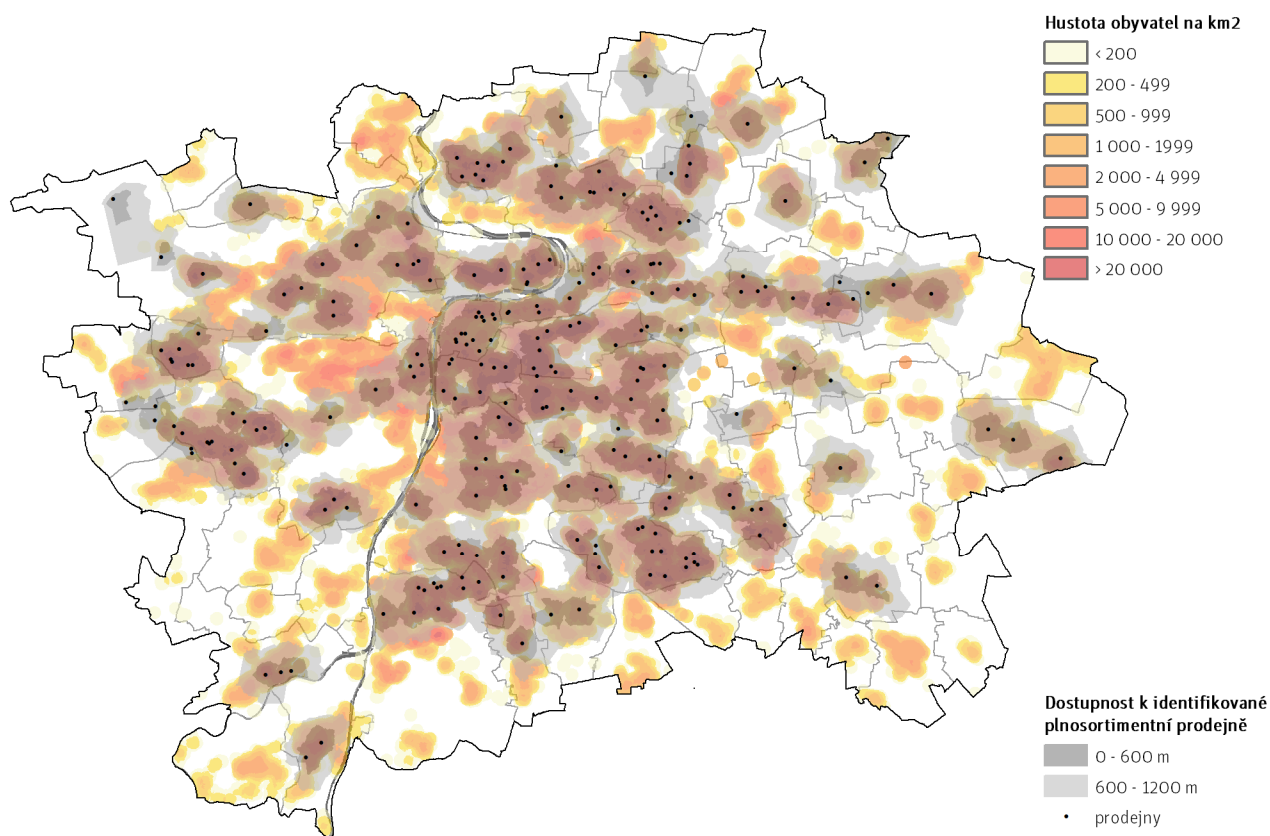 Hustota obyvatel na km2
< 200
200 - 499
500 - 999
1 000 - 1999
2 000 - 4 999
5 000 - 9 999
10 000 - 20 000
> 20 000
Dostupnost k identifikované
plnosortimentní prodejně
0 - 600 m
600 - 1200 m
prodejny